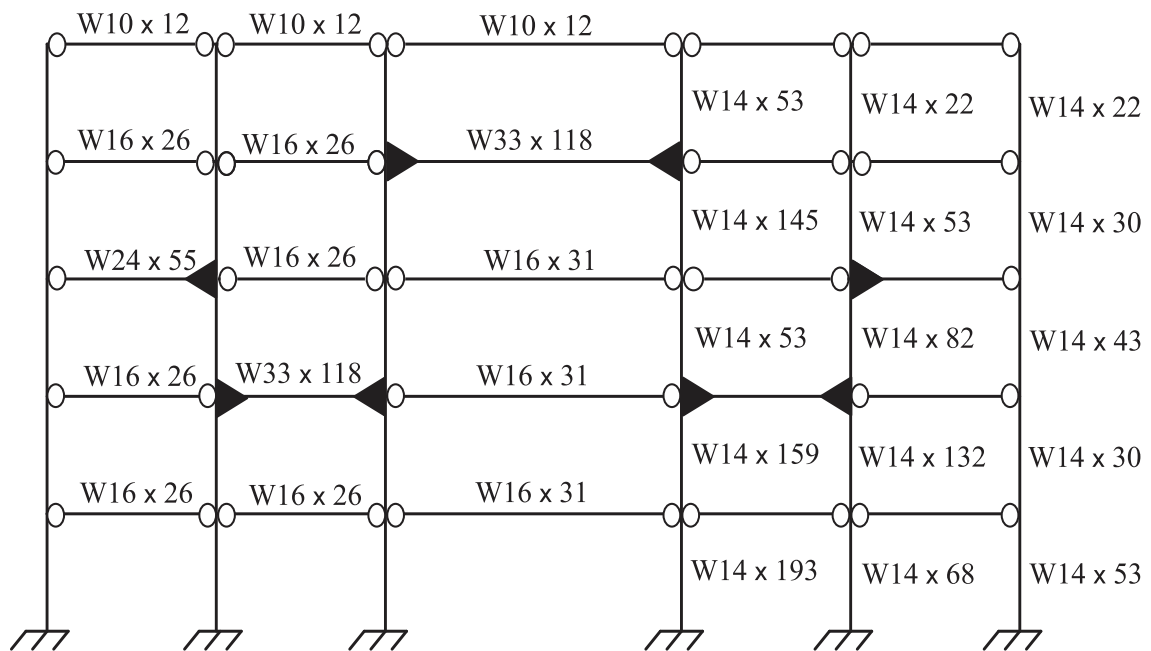 W10 x 12 W10 x 12 W10 x 12
W14 x 53 W14 x 22 W14 x 22
W16 x 26 W16 x 26 W33 x 118
W14 x 145 W14 x 53 W14 x 30
W24 x 55 W16 x 26 W16 x 31
W14 x 53 W14 x 82 W14 x 43
W16 x 26 W33 x 118 W16 x 31
W14 x 159 W14 x 132 W14 x 30
W16 x 26 W16 x 26 W16 x 31
W14 x 193 W14 x 68 W14 x 53